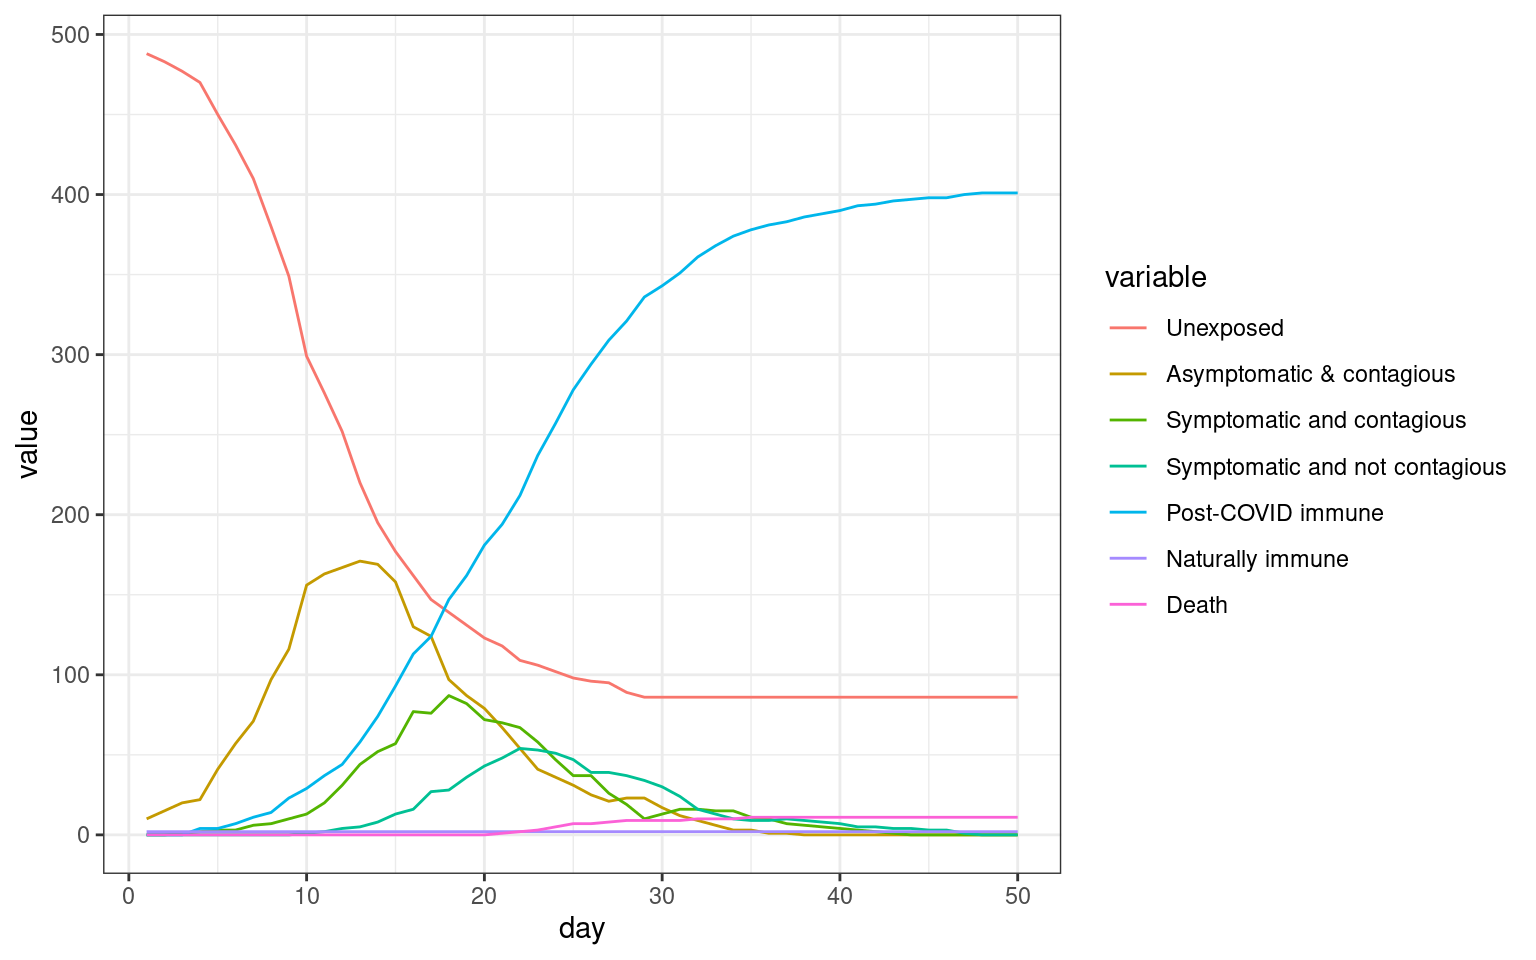 500
400
300
200
100
0
value
0 10 20 30 40 50
day
variable
Unexposed
Asymptomatic & contagious
Symptomatic and contagious
Symptomatic and not contagious
Post-COVID immune
Naturally immune
Death